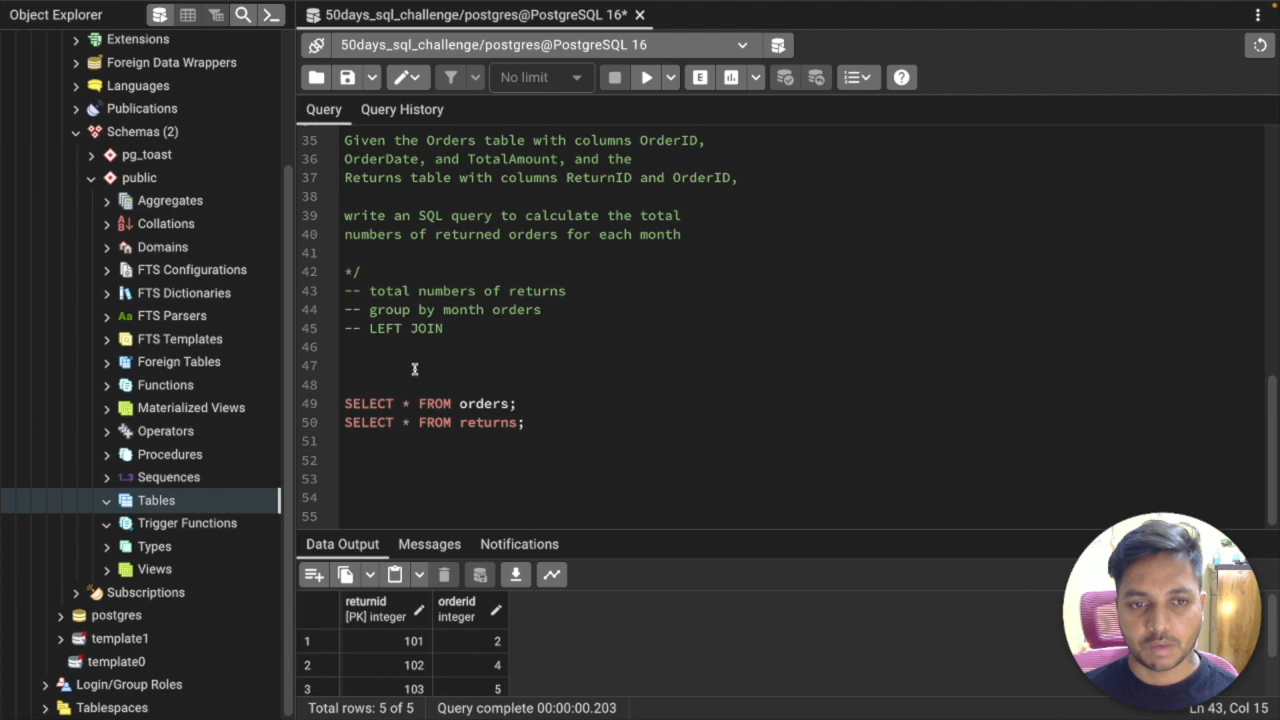 Object Explorer
50days_sql_challenge/postgres@PostgreSQL 16*
50days_sql_challenge/postgres@PostgreSQL 16
No limit
E
Query
Query History
Extensions
Foreign Data Wrappers
Languages
Publications
Schemas (2)
pg_toast
public
Aggregates
Collations
Domains
FTS Configurations
FTS Dictionaries
Aa FTS Parsers
FTS Templates
Foreign Tables
Functions
Materialized Views
Operators
Procedures
1..3 Sequences
Tables
Trigger Functions
Types
Views
Subscriptions
postgres
template1
template0
Login/Group Roles
Tablespaces
35 Given the Orders table with columns OrderID,
36 OrderDate, and TotalAmount, and the
37 Returns table with columns ReturnID and OrderID,
38
39 write an SQL query to calculate the total
40 numbers of returned orders for each month
41
42 */
43 -- total numbers of returns
44 -- group by month orders
45 -- LEFT JOIN
46
47
48
49 SELECT * FROM orders;
50 SELECT * FROM returns;
51
52
53
54
55
Data Output
Messages
Notifications
returnid
[PK] integer
orderid
integer
1 101 2
2 102 4
3 103 5
Total rows: 5 of 5
Query complete 00:00:00.203
Ln 43, Col 15